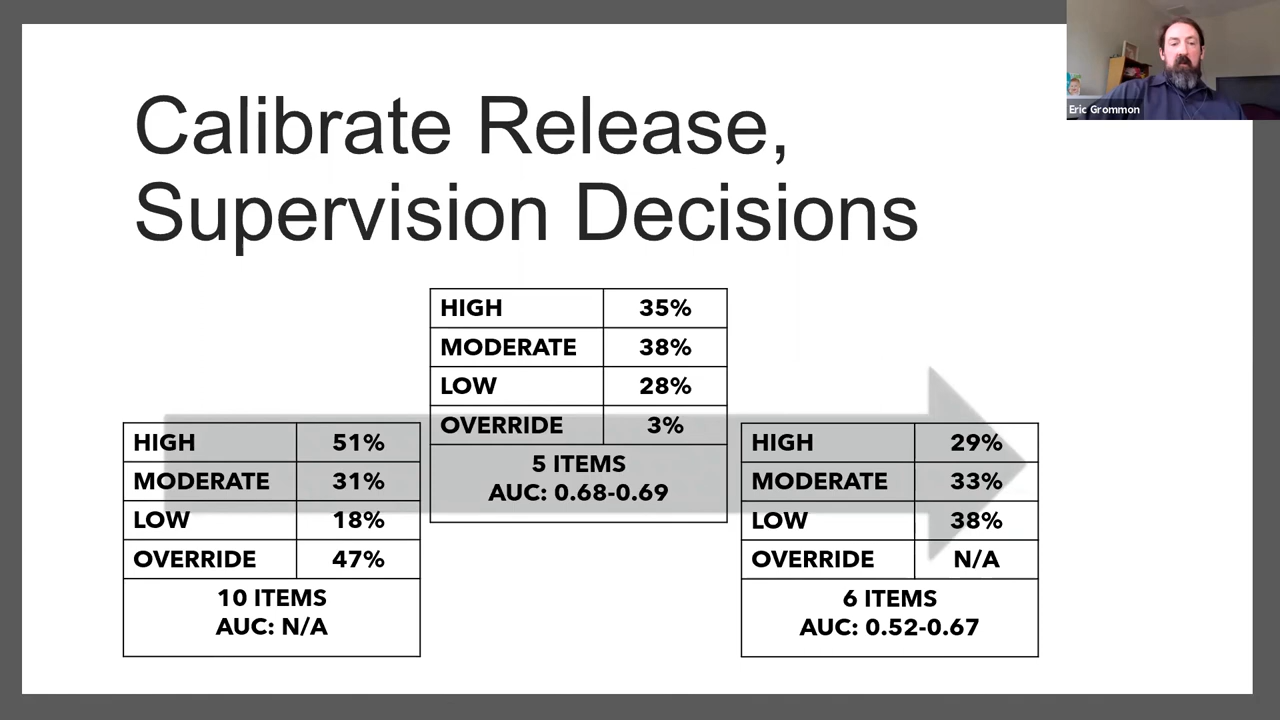 Eric Grommon
Calibrate Release,
Supervision Decisions
HIGH 51%
MODERATE 31%
LOW 18%
OVERRIDE 47%
10 ITEMS
AUC: N/A
HIGH 35%
MODERATE 38%
LOW 28%
OVERRIDE 3%
5 ITEMS
AUC: 0.68-0.69
HIGH 29%
MODERATE 33%
LOW 38%
OVERRIDE N/A
6 ITEMS
AUC: 0.52-0.67